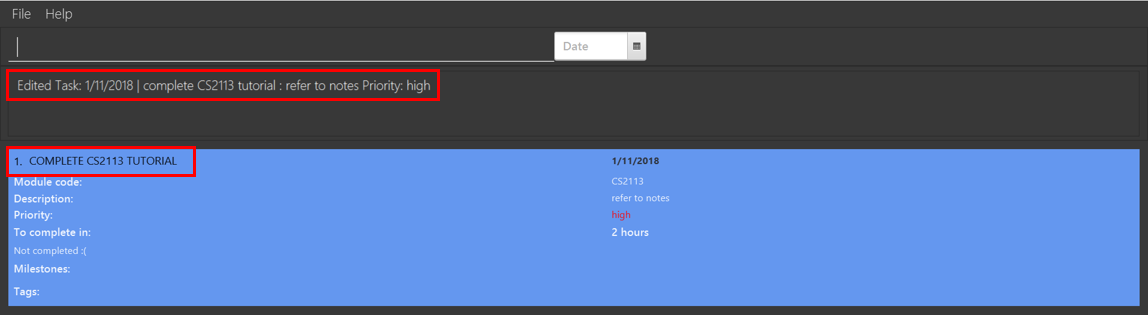 File Help
Date
Edited Task: 1/11/2018 | complete CS2113 tutorial : refer to notes Priority: high
1. COMPLETE CS2113 TUTORIAL 1/11/2018
Module code: CS2113
Description: refer to notes
Priority: high
To complete in: 2 hours
Not completed :(
Milestones:
Tags: